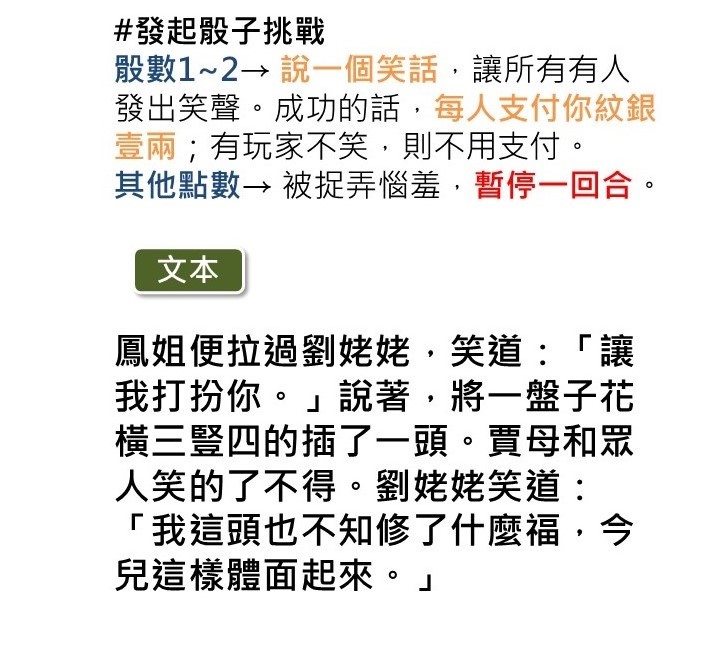 #發起骰子挑戰
骰數1~2→ 說一個笑話，讓所有有人
發出笑聲。成功的話，每人支付你紋銀
壹兩；有玩家不笑，則不用支付。
其他點數→ 被捉弄惱羞，暫停一回合。
文本
鳳姐便拉過劉姥姥，笑道：「讓
我打扮你。」說著，將一盤子花
橫三豎四的插了一頭。賈母和眾
人笑的了不得。劉姥姥笑道：
「我這頭也不知修了什麼福，今
兒這樣體面起來。」